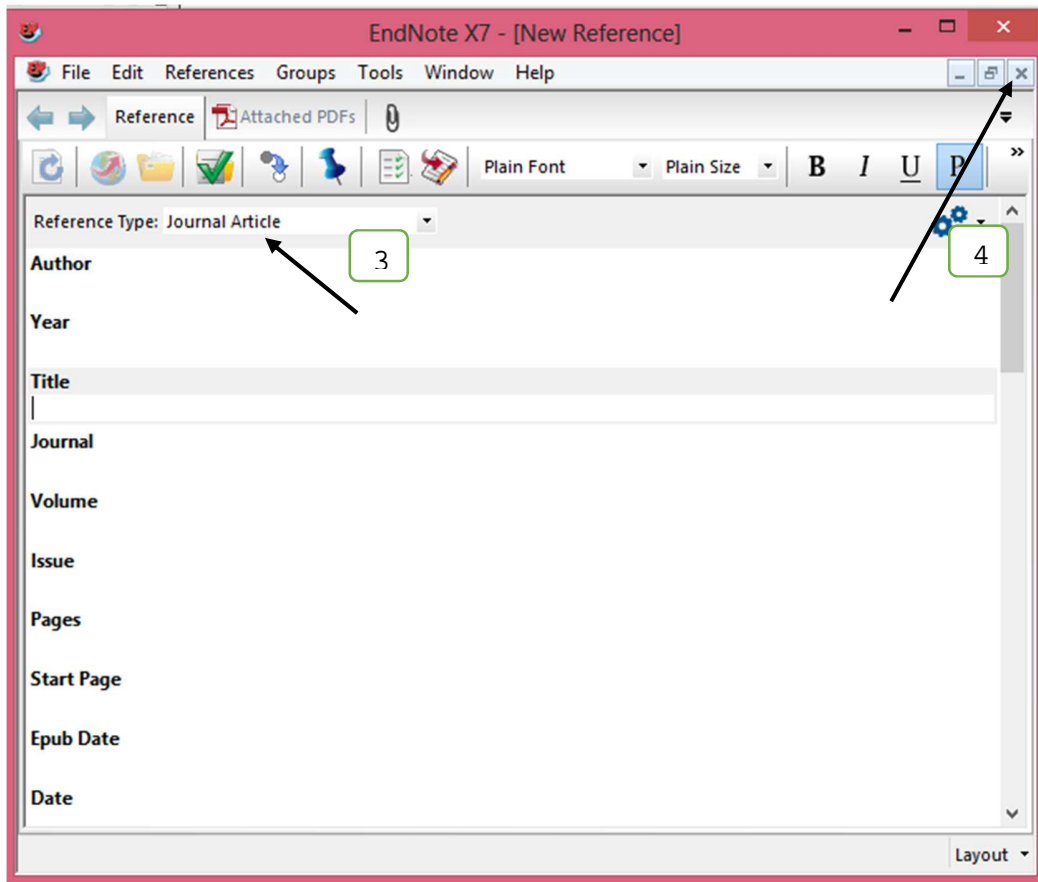 EndNote X7 - [New Reference]
File Edit References Groups Tools Window Help
Reference Attached PDFs
Plain Font Plain Size B I U P
Reference Type: Journal Article
3
4
Author
Year
Title
Journal
Volume
Issue
Pages
Start Page
Epub Date
Date
Layout